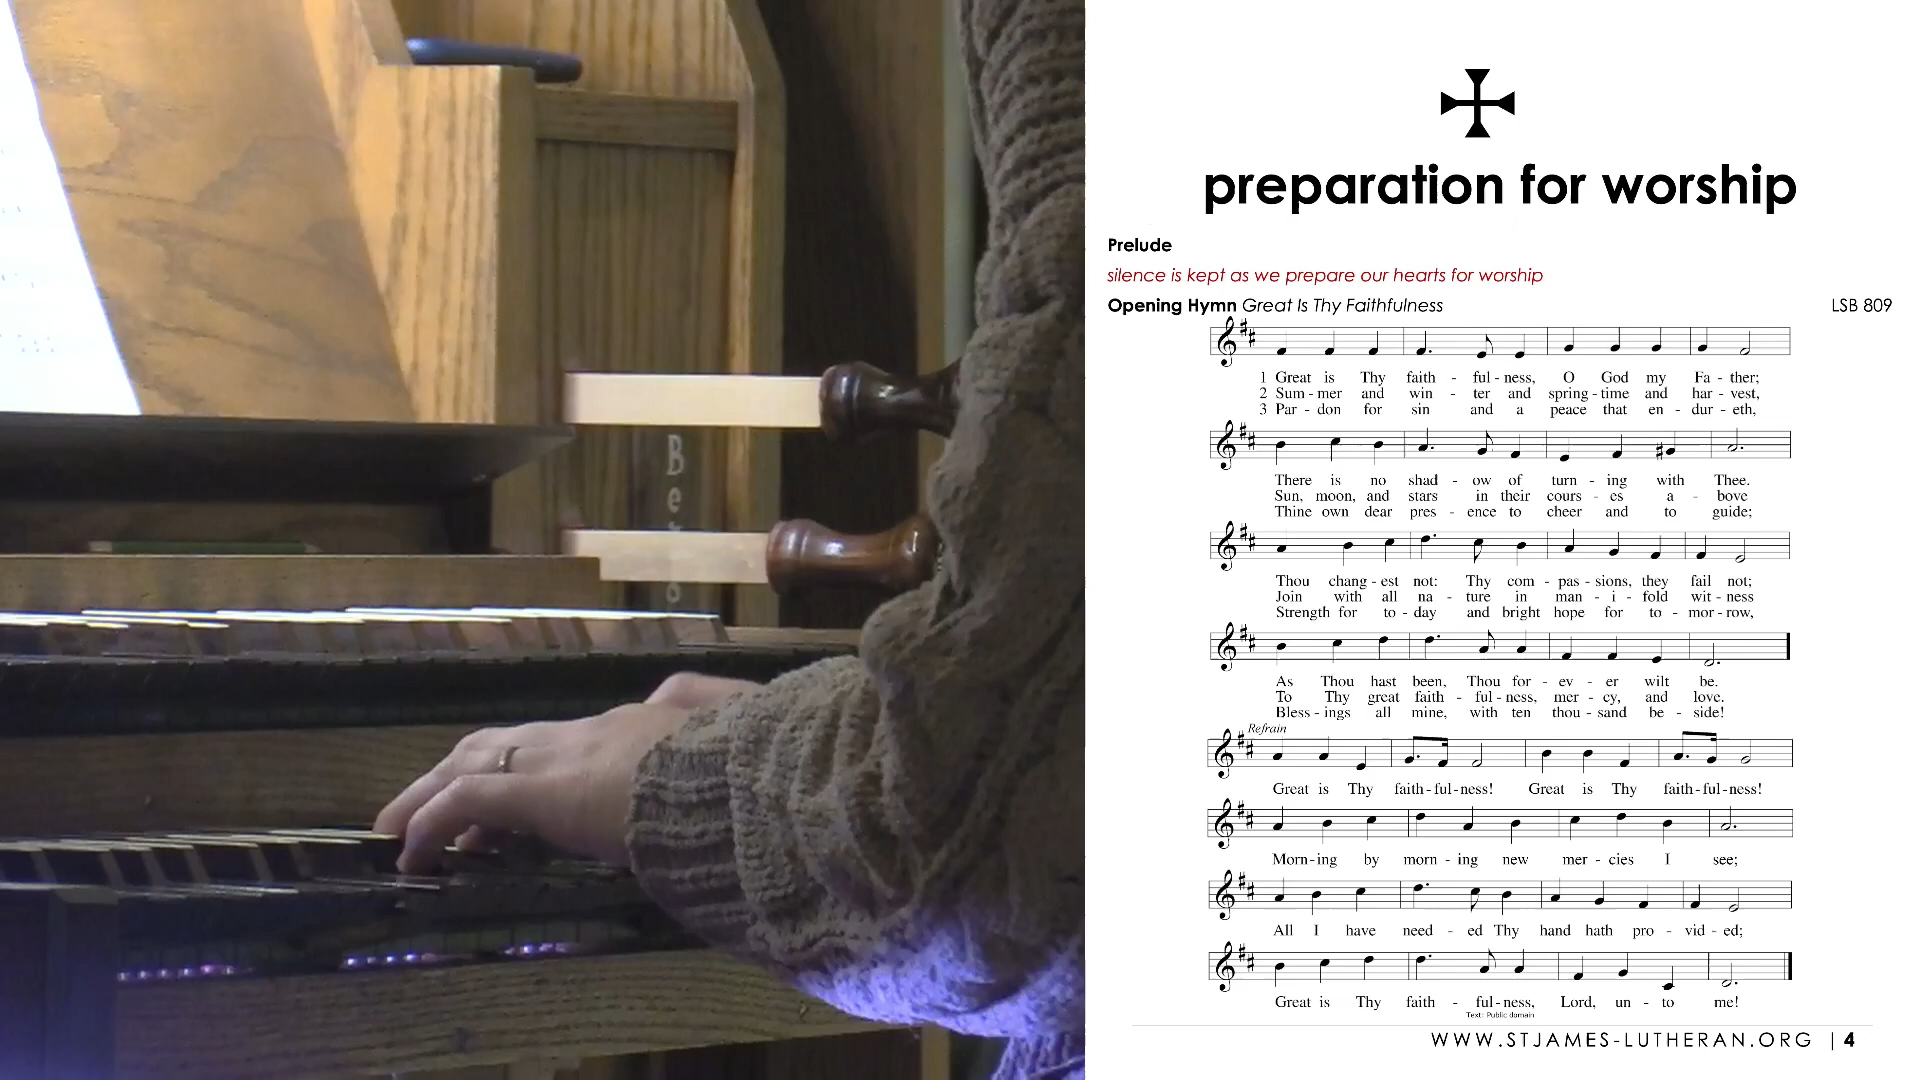 Be
o
preparation for worship
Prelude
silence is kept as we prepare our hearts for worship
Opening Hymn Great Is Thy Faithfulness LSB 809
1 Great is Thy faith - ful - ness, O God my Fa - ther;
2 Sum - mer and win - ter and spring - time and har - vest,
3 Par - don for sin and a peace that en - dur - eth,
There is no shad - ow of turn - ing with Thee.
Sun, moon, and stars in their cours - es a - bove
Thine own dear pres - ence to cheer and to guide;
Thou chang - est not: Thy com - pas - sions, they fail not;
Join with all na - ture in man - i - fold wit - ness
Strength for to - day and bright hope for to - mor - row,
As Thou hast been, Thou for - ev - er wilt be.
To Thy great faith - ful - ness, mer - cy, and love.
Bless - ings all mine, with ten thou - sand be - side!
Refrain
Great is Thy faith - ful - ness! Great is Thy faith - ful - ness!
Morn - ing by morn - ing new mer - cies I see;
All I have need - ed Thy hand hath pro - vid - ed;
Great is Thy faith - ful - ness, Lord, un - to me!
Text: Public domain
WWW.STJAMES-LUTHERAN.ORG | 4